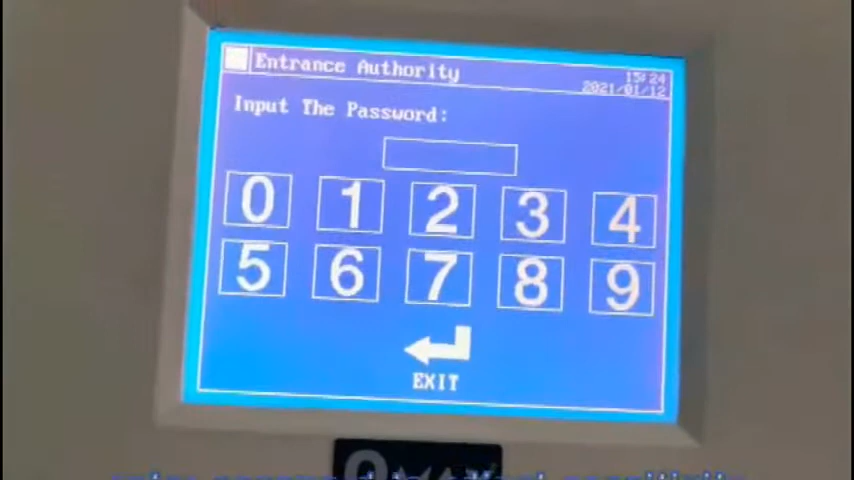 Entrance Authority
15:24
2021/01/12
Input The Password:
0 1 2 3 4
5 6 7 8 9
EXIT